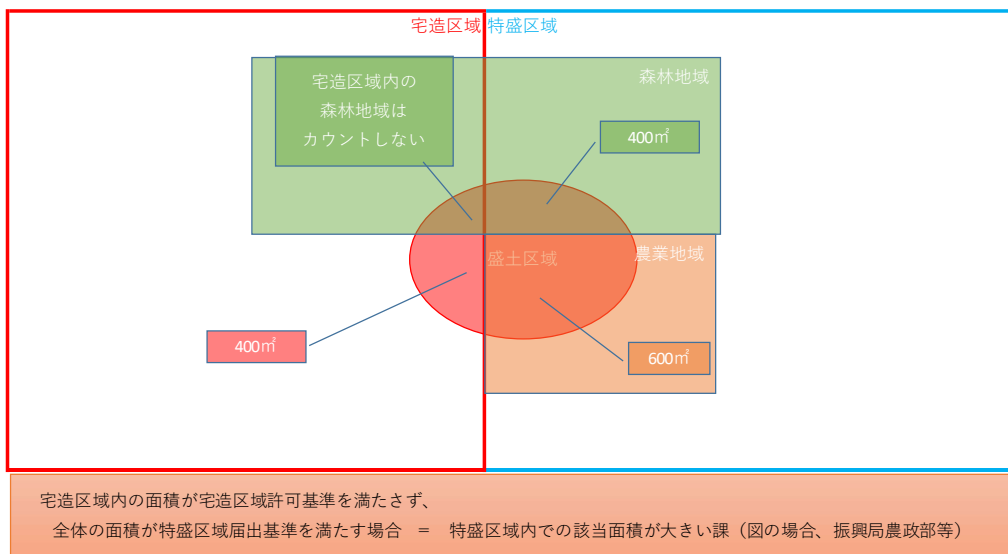 宅造区域
特盛区域
宅造区域内の
森林地域は
カウントしない
森林地域
400㎡
盛土区域
農業地域
400㎡
600㎡
宅造区域内の面積が宅造区域許可基準を満たさず、
全体の面積が特盛区域届出基準を満たす場合 = 特盛区域内での該当面積が大きい課（図の場合、振興局農政部等）